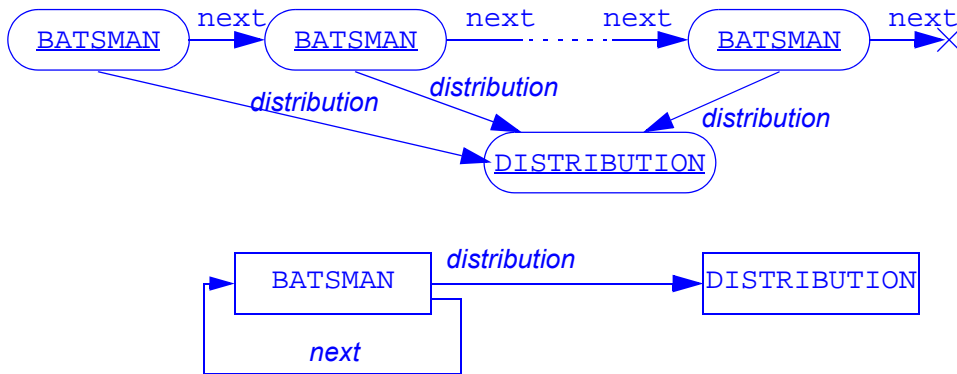 next next next next
BATSMAN BATSMAN BATSMAN
distribution distribution distribution
DISTRIBUTION
distribution
BATSMAN DISTRIBUTION
next